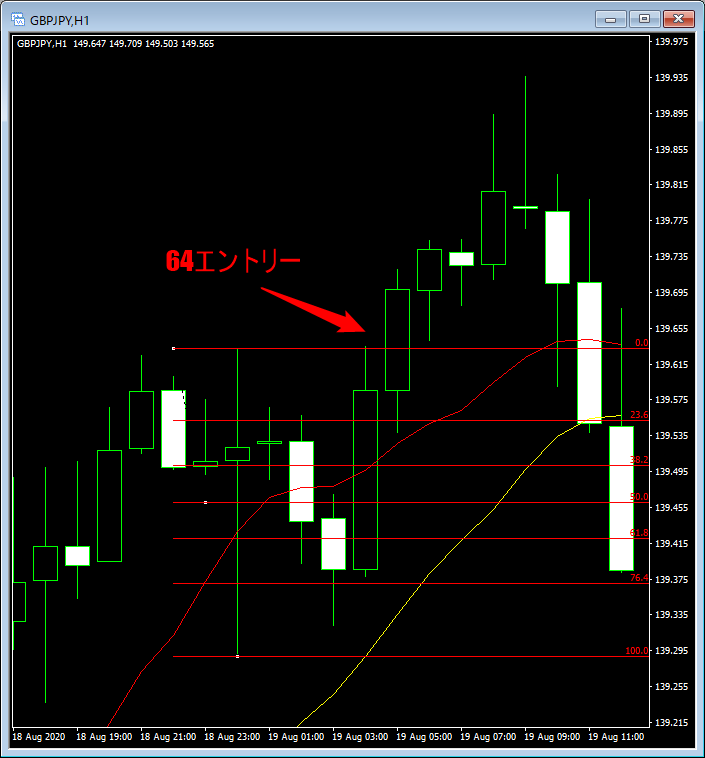 GBPJPY,H1
GBPJPY,H1 149.647 149.709 149.503 149.565
139.975
139.935
139.895
139.855
139.815
139.775
139.735
139.695
139.655
139.615
139.575
139.535
139.495
139.455
139.415
139.375
139.335
139.295
139.255
139.215
64エントリー
0.0
23.6
38.2
50.0
61.8
76.4
100.0
18 Aug 2020
18 Aug 19:00
18 Aug 21:00
18 Aug 23:00
19 Aug 01:00
19 Aug 03:00
19 Aug 05:00
19 Aug 07:00
19 Aug 09:00
19 Aug 11:00